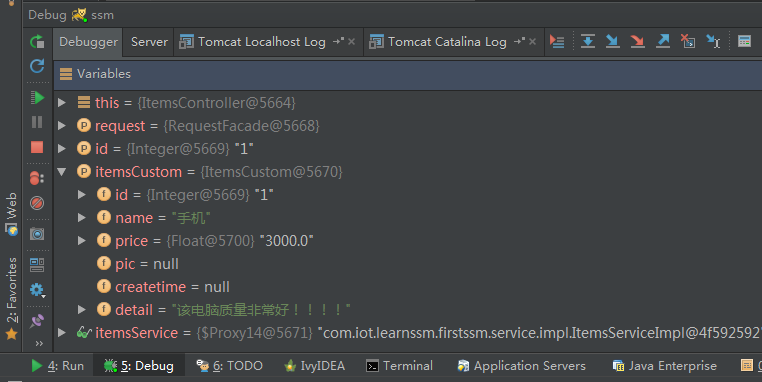 Debug ssm
Debugger Server Tomcat Localhost Log Tomcat Catalina Log
Variables
this = {ItemsController@5664}
request = {RequestFacade@5668}
id = {Integer@5669} "1"
itemsCustom = {ItemsCustom@5670}
id = {Integer@5669} "1"
name = "手机"
price = {Float@5700} "3000.0"
pic = null
createtime = null
detail = "该电脑质量非常好！！！！"
itemsService = {$Proxy14@5671} "com.iot.learnssm.firstssm.service.impl.ItemsServiceImpl@4f592592
Web
2: Favorites
4: Run 5: Debug 6: TODO IvyIDEA Terminal Application Servers Java Enterprise